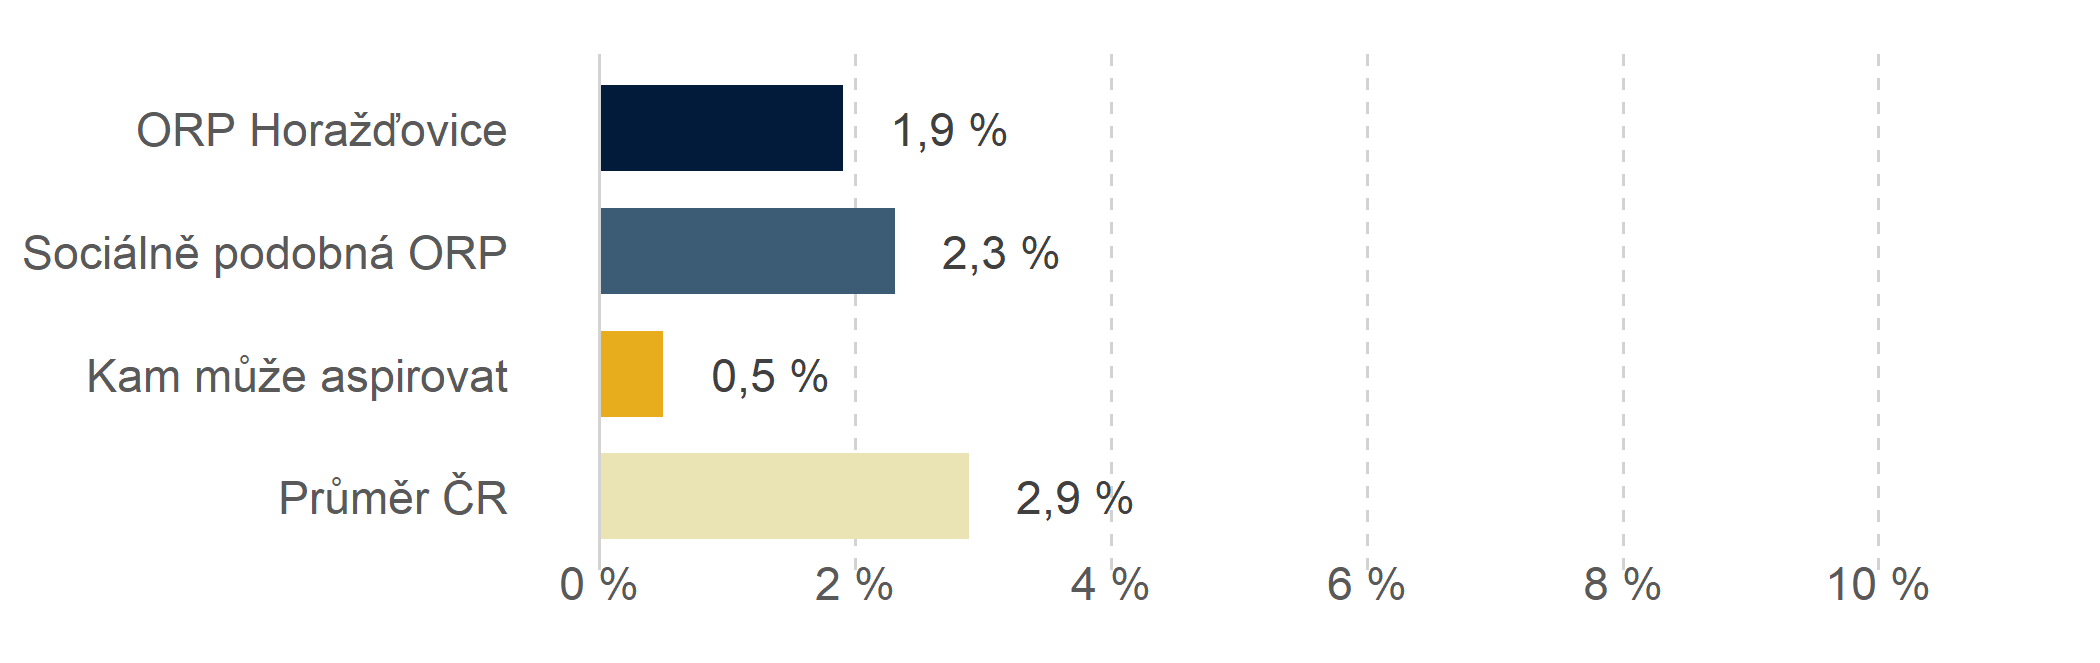 ORP Horažďovice
1,9 %
Sociálně podobná ORP
2,3 %
Kam může aspirovat
0,5 %
Průměr ČR
2,9 %
0 %
2 %
4 %
6 %
8 %
10 %